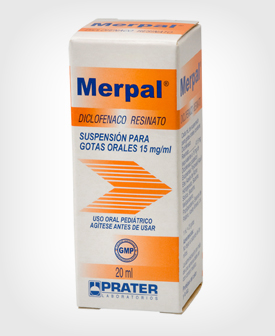 Merpal®
DICLOFENACO RESINATO
SUSPENSIÓN PARA
GOTAS ORALES 15 mg/ml
USO ORAL PEDIÁTRICO
AGITESE ANTES DE USAR
GMP
20 ml
PRATER
LABORATORIOS